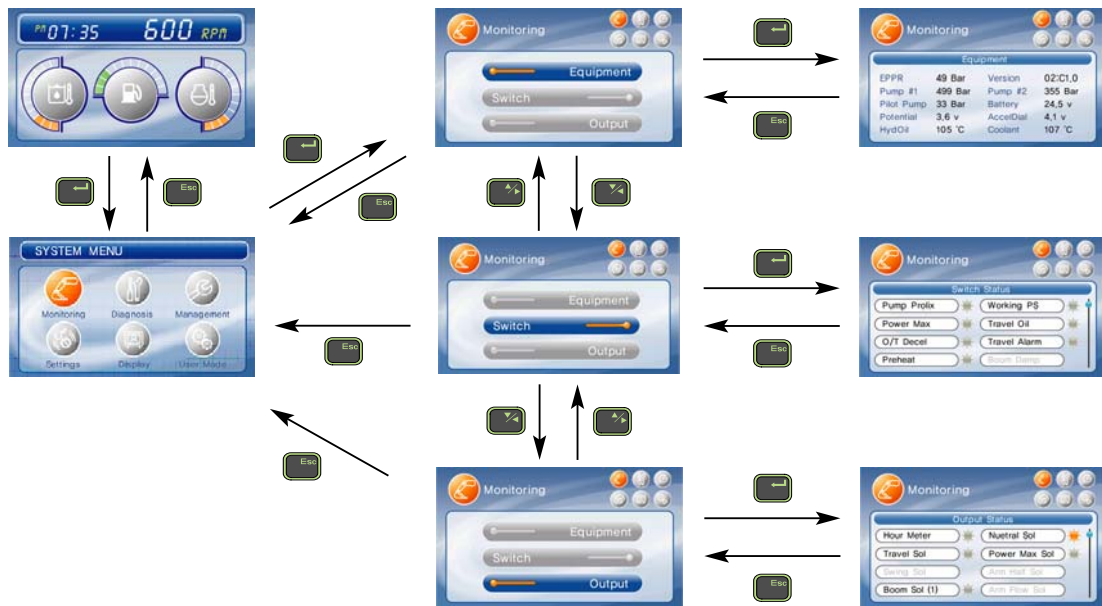 PM 07:35 600 RPM
Esc
SYSTEM MENU
Monitoring Diagnosis Management
Settings Display User Mode
Esc
Esc
Monitoring
Equipment
Switch
Output
Esc
Monitoring
Equipment
EPPR 49 Bar Version 02:C1,0
Pump #1 499 Bar Pump #2 355 Bar
Pilot Pump 33 Bar Battery 24,5 v
Potential 3,6 v AccelDial 4,1 v
HydOil 105 °C Coolant 107 °C
Monitoring
Equipment
Switch
Output
Esc
Monitoring
Switch Status
Pump Prolix Working PS
Power Max Travel Oil
O/T Decel Travel Alarm
Preheat Boom Damp
Esc
Monitoring
Equipment
Switch
Output
Esc
Monitoring
Output Status
Hour Meter Nuetral Sol
Travel Sol Power Max Sol
Swing Sol Arm Half Sol
Boom Sol (1) Arm Flow Sol